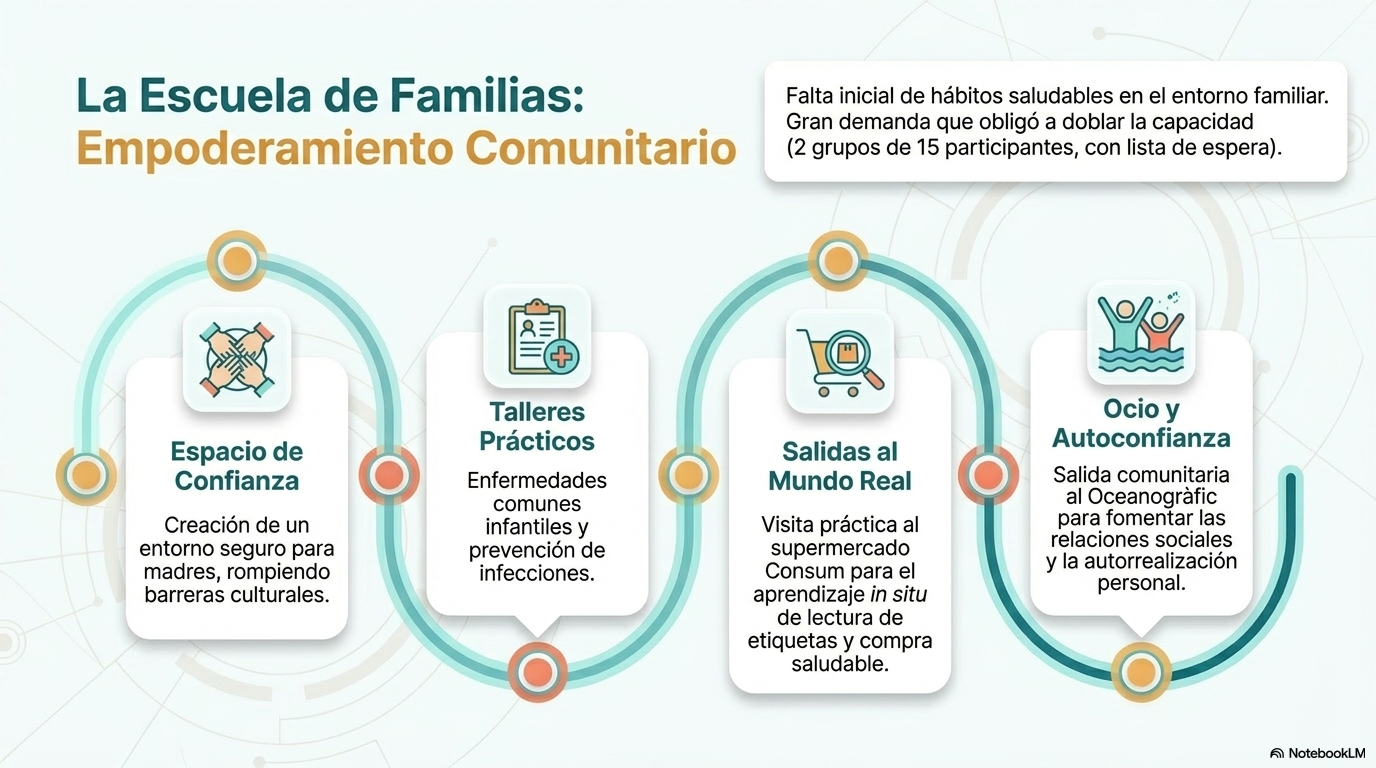 La Escuela de Familias:
Empoderamiento Comunitario
Falta inicial de hábitos saludables en el entorno familiar.
Gran demanda que obligó a doblar la capacidad
(2 grupos de 15 participantes, con lista de espera).
Espacio de
Confianza
Creación de un
entorno seguro para
madres, rompiendo
barreras culturales.
Talleres
Prácticos
Enfermedades
comunes
infantiles y
prevención de
infecciones.
Salidas al
Mundo Real
Visita práctica al
supermercado
Consum para el
aprendizaje in situ
de lectura de
etiquetas y compra
saludable.
Ocio y
Autoconfianza
Salida comunitaria
al Oceanogràfic
para fomentar las
relaciones sociales
y la autorrealización
personal.
NotebookLM